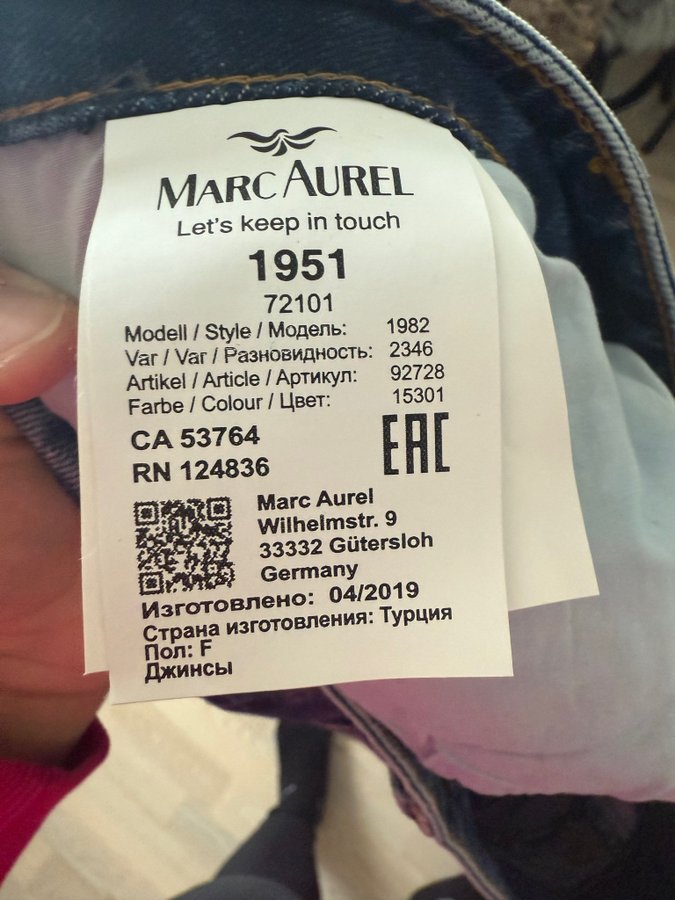 MARC AUREL
Let's keep in touch
1951
72101
Modell / Style / Модель: 1982
Var / Var / Разновидность: 2346
Artikel / Article / Артикул: 92728
Farbe / Colour / Цвет: 15301
CA 53764
RN 124836
EAC
Marc Aurel
Wilhelmstr. 9
33332 Gütersloh
Germany
Изготовлено: 04/2019
Страна изготовления: Турция
Пол: F
Джинсы